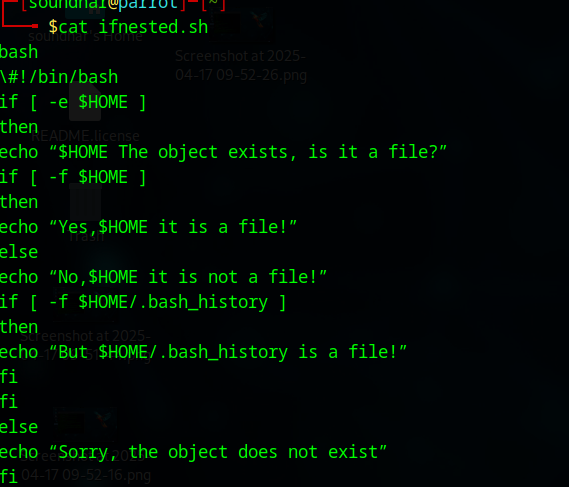 [soundhar@parrot]-[~]
$cat ifnested.sh
bash
\#!/bin/bash
if [ -e $HOME ]
then
echo “$HOME The object exists, is it a file?”
if [ -f $HOME ]
then
echo “Yes,$HOME it is a file!”
else
echo “No,$HOME it is not a file!”
if [ -f $HOME/.bash_history ]
then
echo “But $HOME/.bash_history is a file!”
fi
fi
else
echo “Sorry, the object does not exist”
fi
soundhar's Home
Screenshot at 2025-
04-17 09-52-26.png
README.license
Trash
Screenshot at 2025-
Screenshot at 2025-
04-17 09-52-16.png